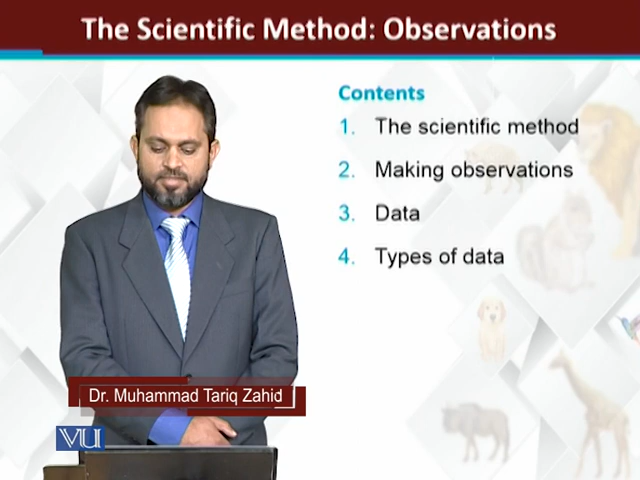 The Scientific Method: Observations
Contents
1. The scientific method
2. Making observations
3. Data
4. Types of data
Dr. Muhammad Tariq Zahid
VU